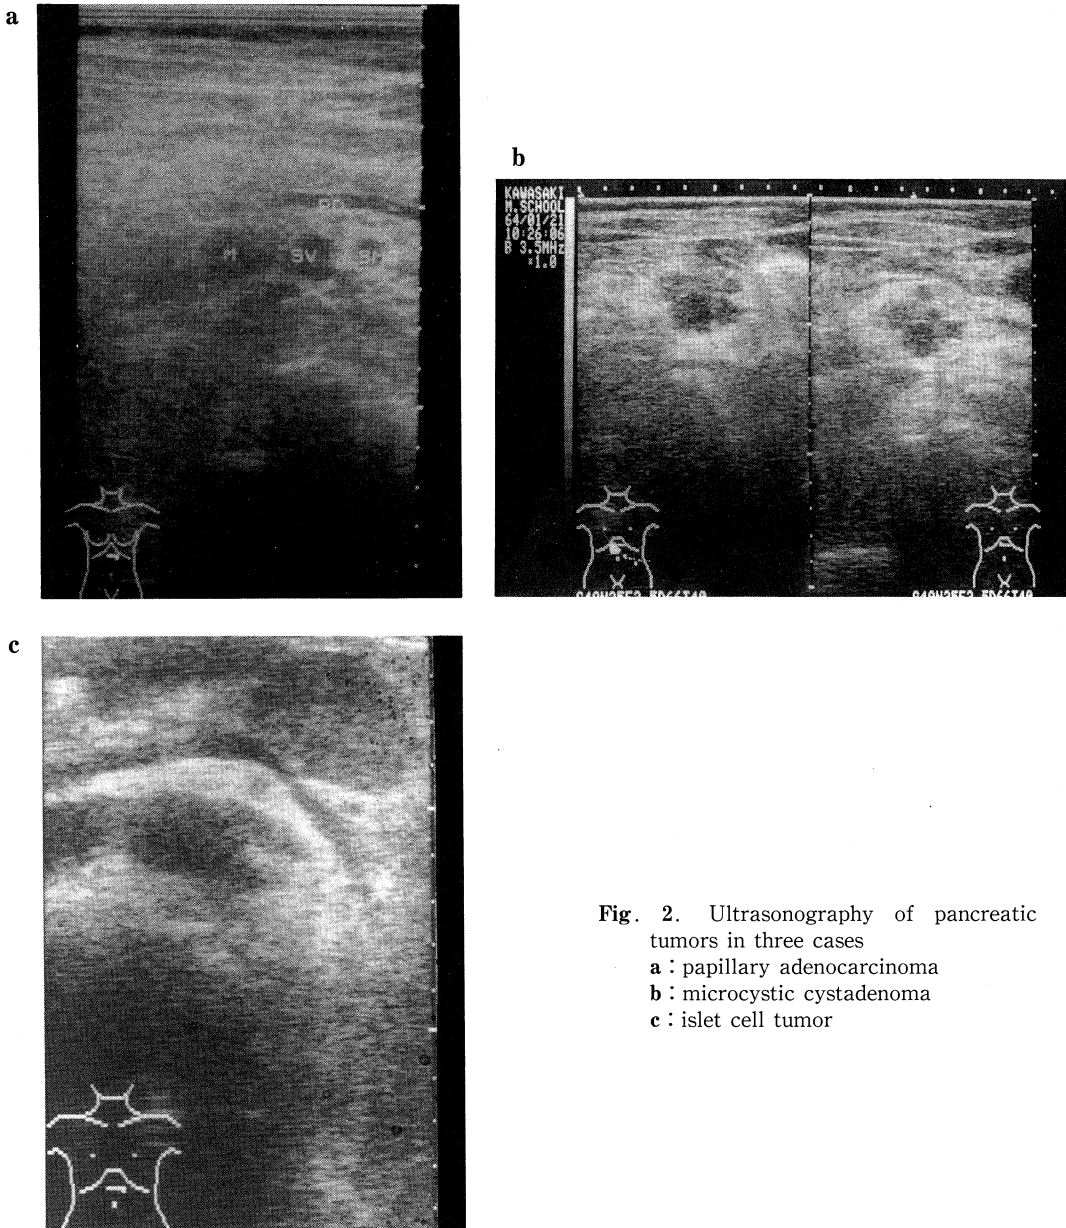 a
M
SV
b
KAWASAKI
M.SCHOOL
64/01/21
10:26:06
B 3.5MHz
×1.0
c
Fig. 2. Ultrasonography of pancreatic
tumors in three cases
a : papillary adenocarcinoma
b : microcystic cystadenoma
c : islet cell tumor